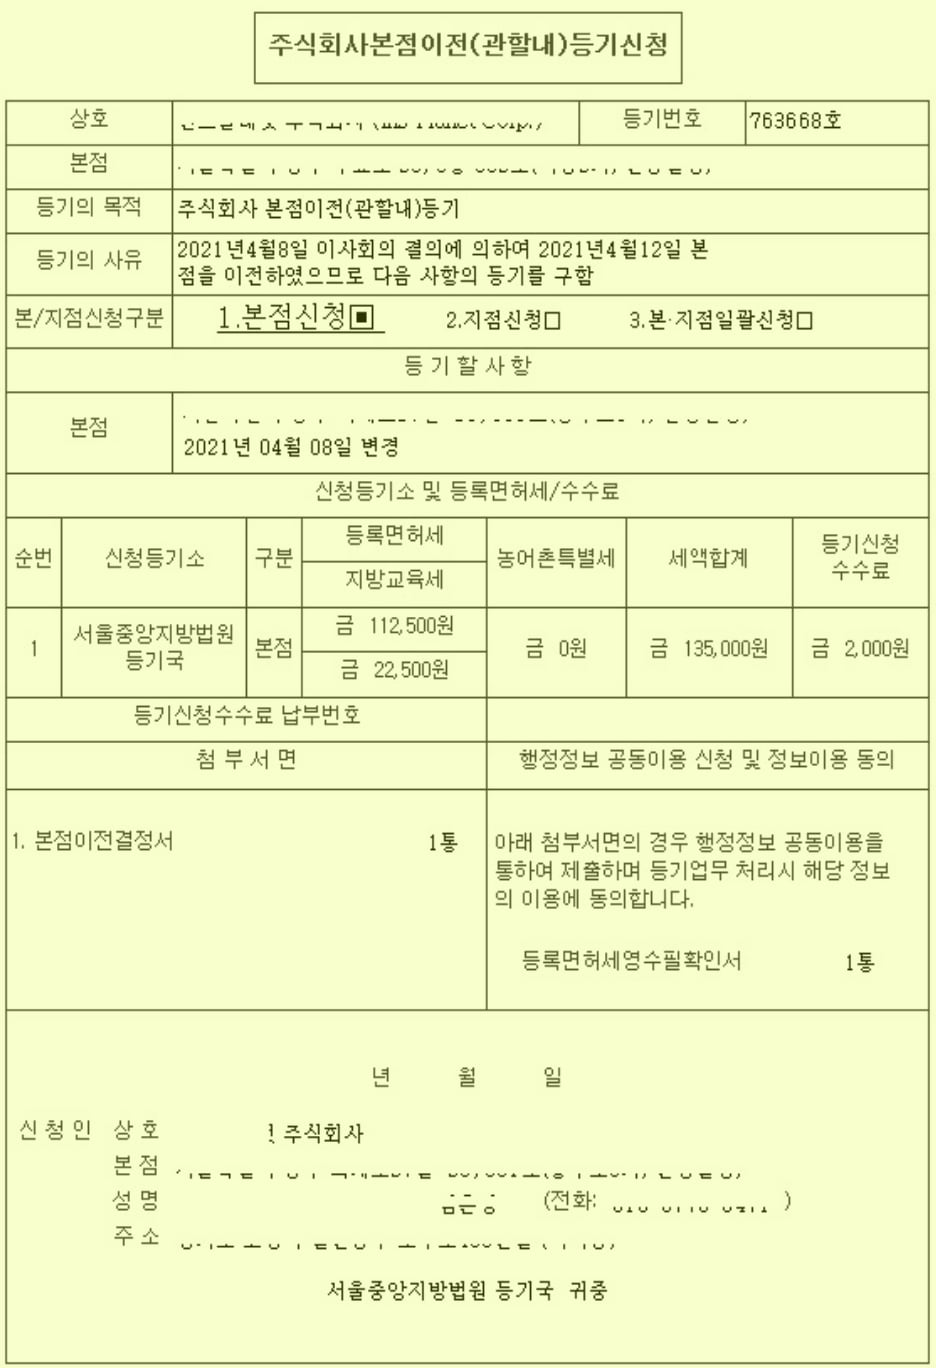 주식회사본점이전(관할내)등기신청
상호 등기번호 763668호
본점
등기의 목적 주식회사 본점이전(관할내)등기
등기의 사유 2021년4월8일 이사회의 결의에 의하여 2021년4월12일 본
점을 이전하였으므로 다음 사항의 등기를 구함
본/지점신청구분 1.본점신청▣ 2.지점신청□ 3.본·지점일괄신청□
등 기 할 사 항
본점
2021년 04월 08일 변경
신청등기소 및 등록면허세/수수료
순번 신청등기소 구분 등록면허세 농어촌특별세 세액합계 등기신청
지방교육세 수수료
1 서울중앙지방법원 본점 금 112,500원 금 0원 금 135,000원 금 2,000원
등기국 금 22,500원
등기신청수수료 납부번호
첨 부 서 면 행정정보 공동이용 신청 및 정보이용 동의
1. 본점이전결정서 1통
아래 첨부서면의 경우 행정정보 공동이용을
통하여 제출하며 등기업무 처리시 해당 정보
의 이용에 동의합니다.
등록면허세영수필확인서 1통
년 월 일
신 청 인 상 호 주식회사
본 점
성 명 (전화: )
주 소
서울중앙지방법원 등기국 귀중